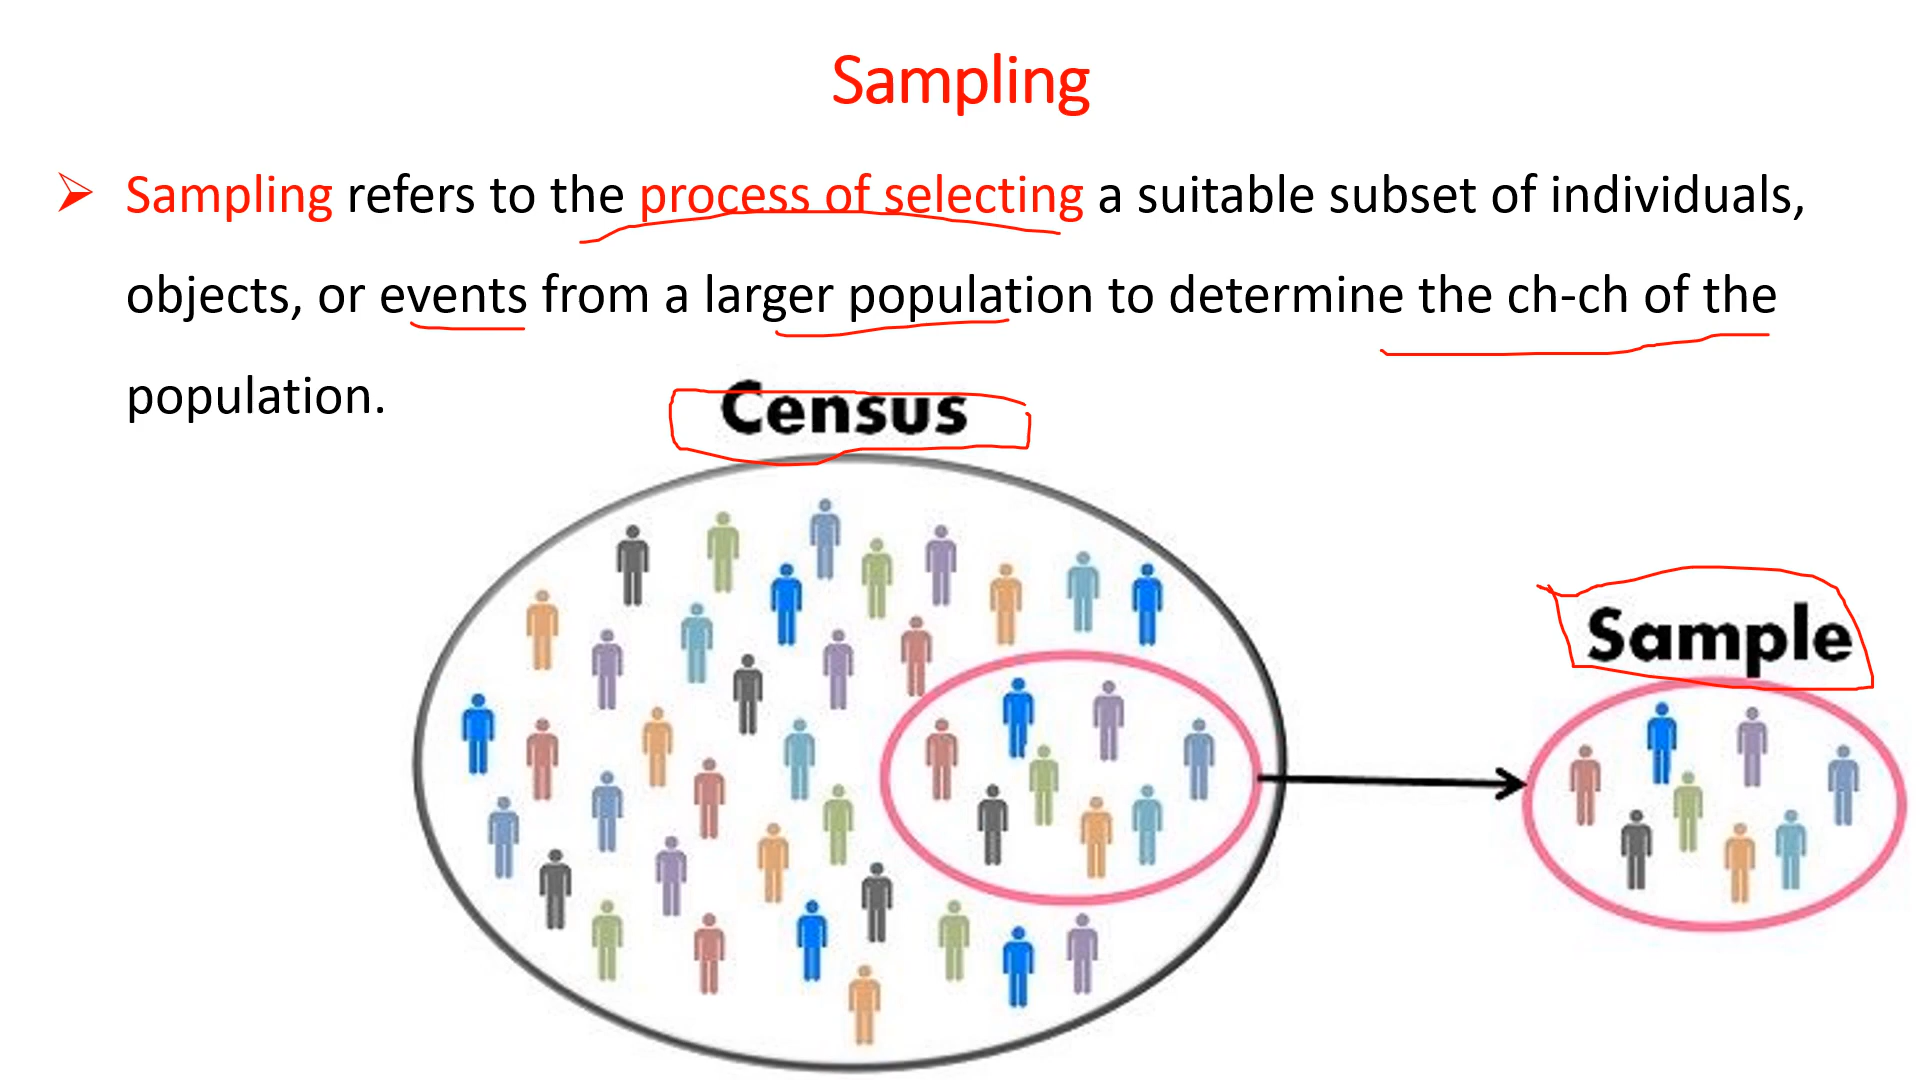 Sampling
Sampling refers to the process of selecting a suitable subset of individuals,
objects, or events from a larger population to determine the ch-ch of the
population.
Census
Sample